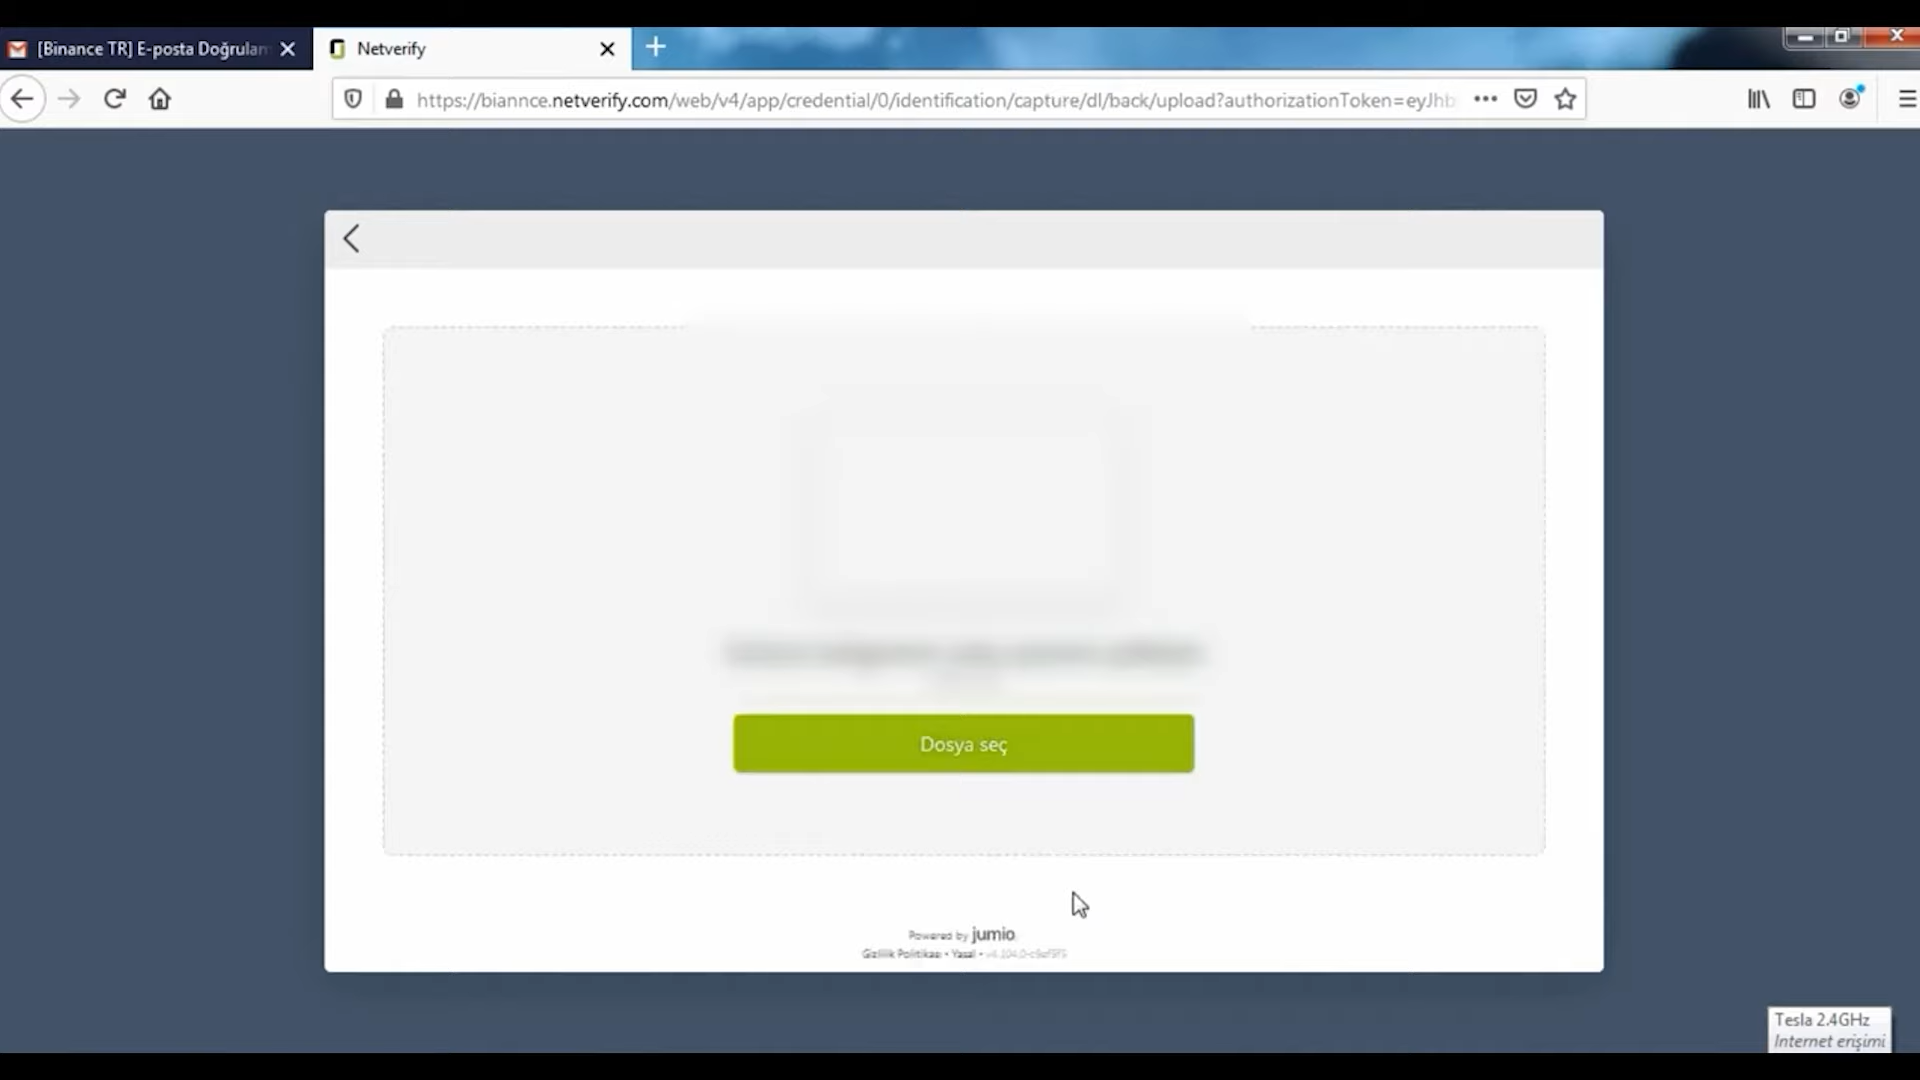 [Binance TR] E-posta Doğrulam
Netverify
https://biannce.netverify.com/web/v4/app/credential/0/identification/capture/dl/back/upload?authorizationToken=eyJhb
Dosya seç
Powered by jumio
Gizlilik Politikası • Yasal •
Tesla 2.4GHz
Internet erişimi